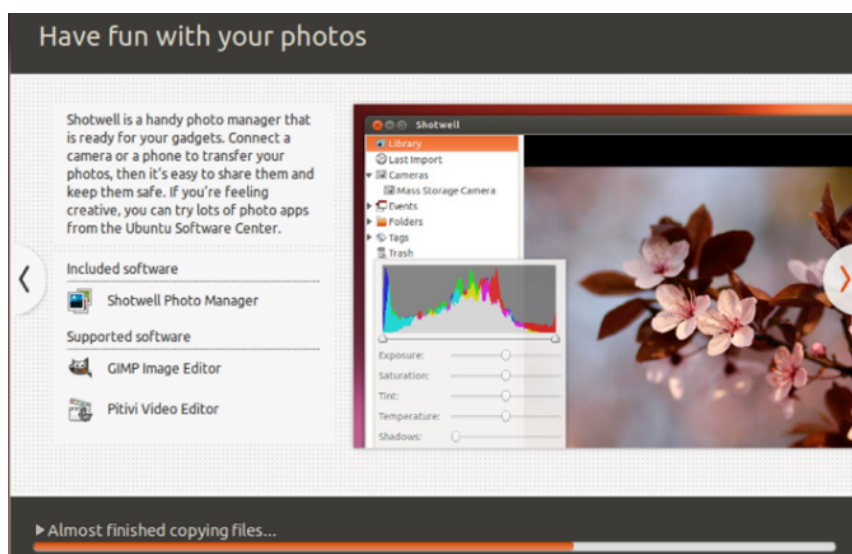 Have fun with your photos
Shotwell is a handy photo manager that
is ready for your gadgets. Connect a
camera or a phone to transfer your
photos, then it's easy to share them and
keep them safe. If you're feeling
creative, you can try lots of photo apps
from the Ubuntu Software Center.
Included software
Shotwell Photo Manager
Supported software
GIMP Image Editor
Pitivi Video Editor
Shotwell
Library
Last Import
Cameras
Mass Storage Camera
Events
Folders
Tags
Trash
Exposure:
Saturation:
Tint:
Temperature:
Shadows:
Almost finished copying files...